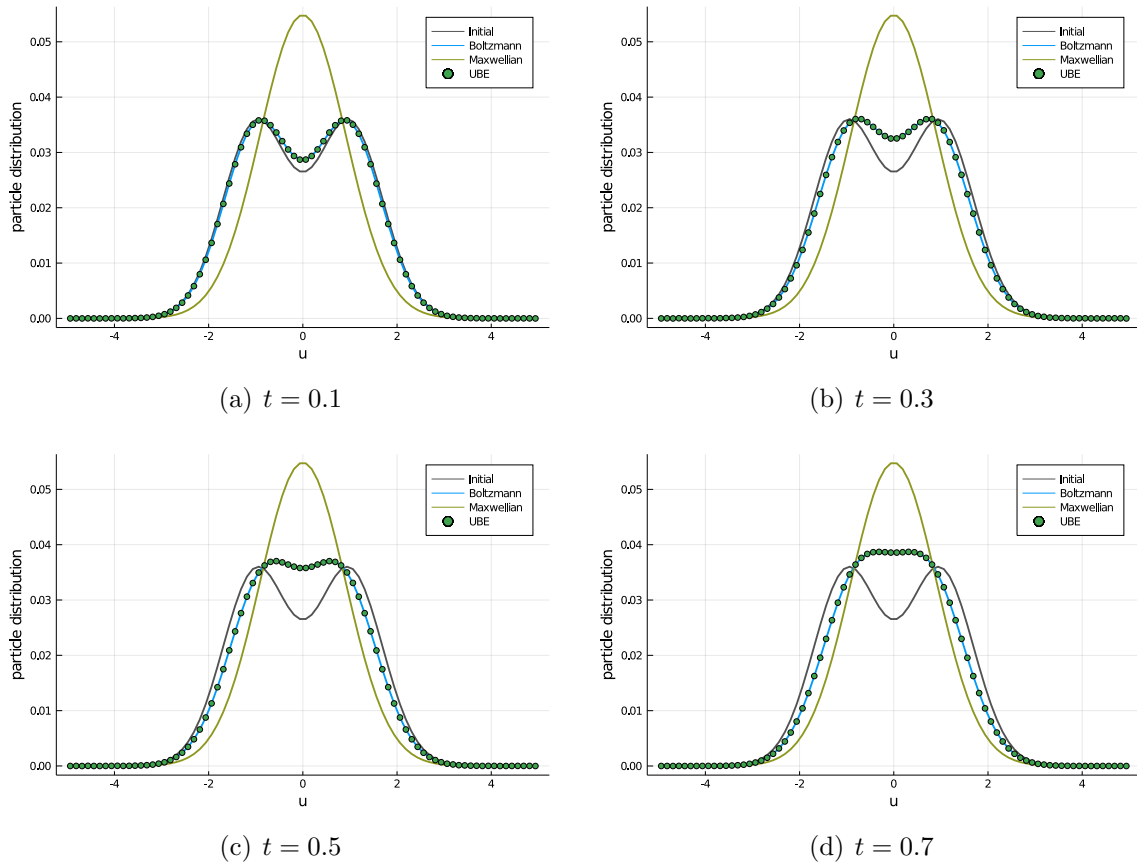 0.05
0.04
0.03
0.02
0.01
0.00
particle distribution
-4
-2
0
2
4
u
Initial
Boltzmann
Maxwellian
UBE
(a) t = 0.1
0.05
0.04
0.03
0.02
0.01
0.00
particle distribution
-4
-2
0
2
4
u
Initial
Boltzmann
Maxwellian
UBE
(b) t = 0.3
0.05
0.04
0.03
0.02
0.01
0.00
particle distribution
-4
-2
0
2
4
u
Initial
Boltzmann
Maxwellian
UBE
(c) t = 0.5
0.05
0.04
0.03
0.02
0.01
0.00
particle distribution
-4
-2
0
2
4
u
Initial
Boltzmann
Maxwellian
UBE
(d) t = 0.7